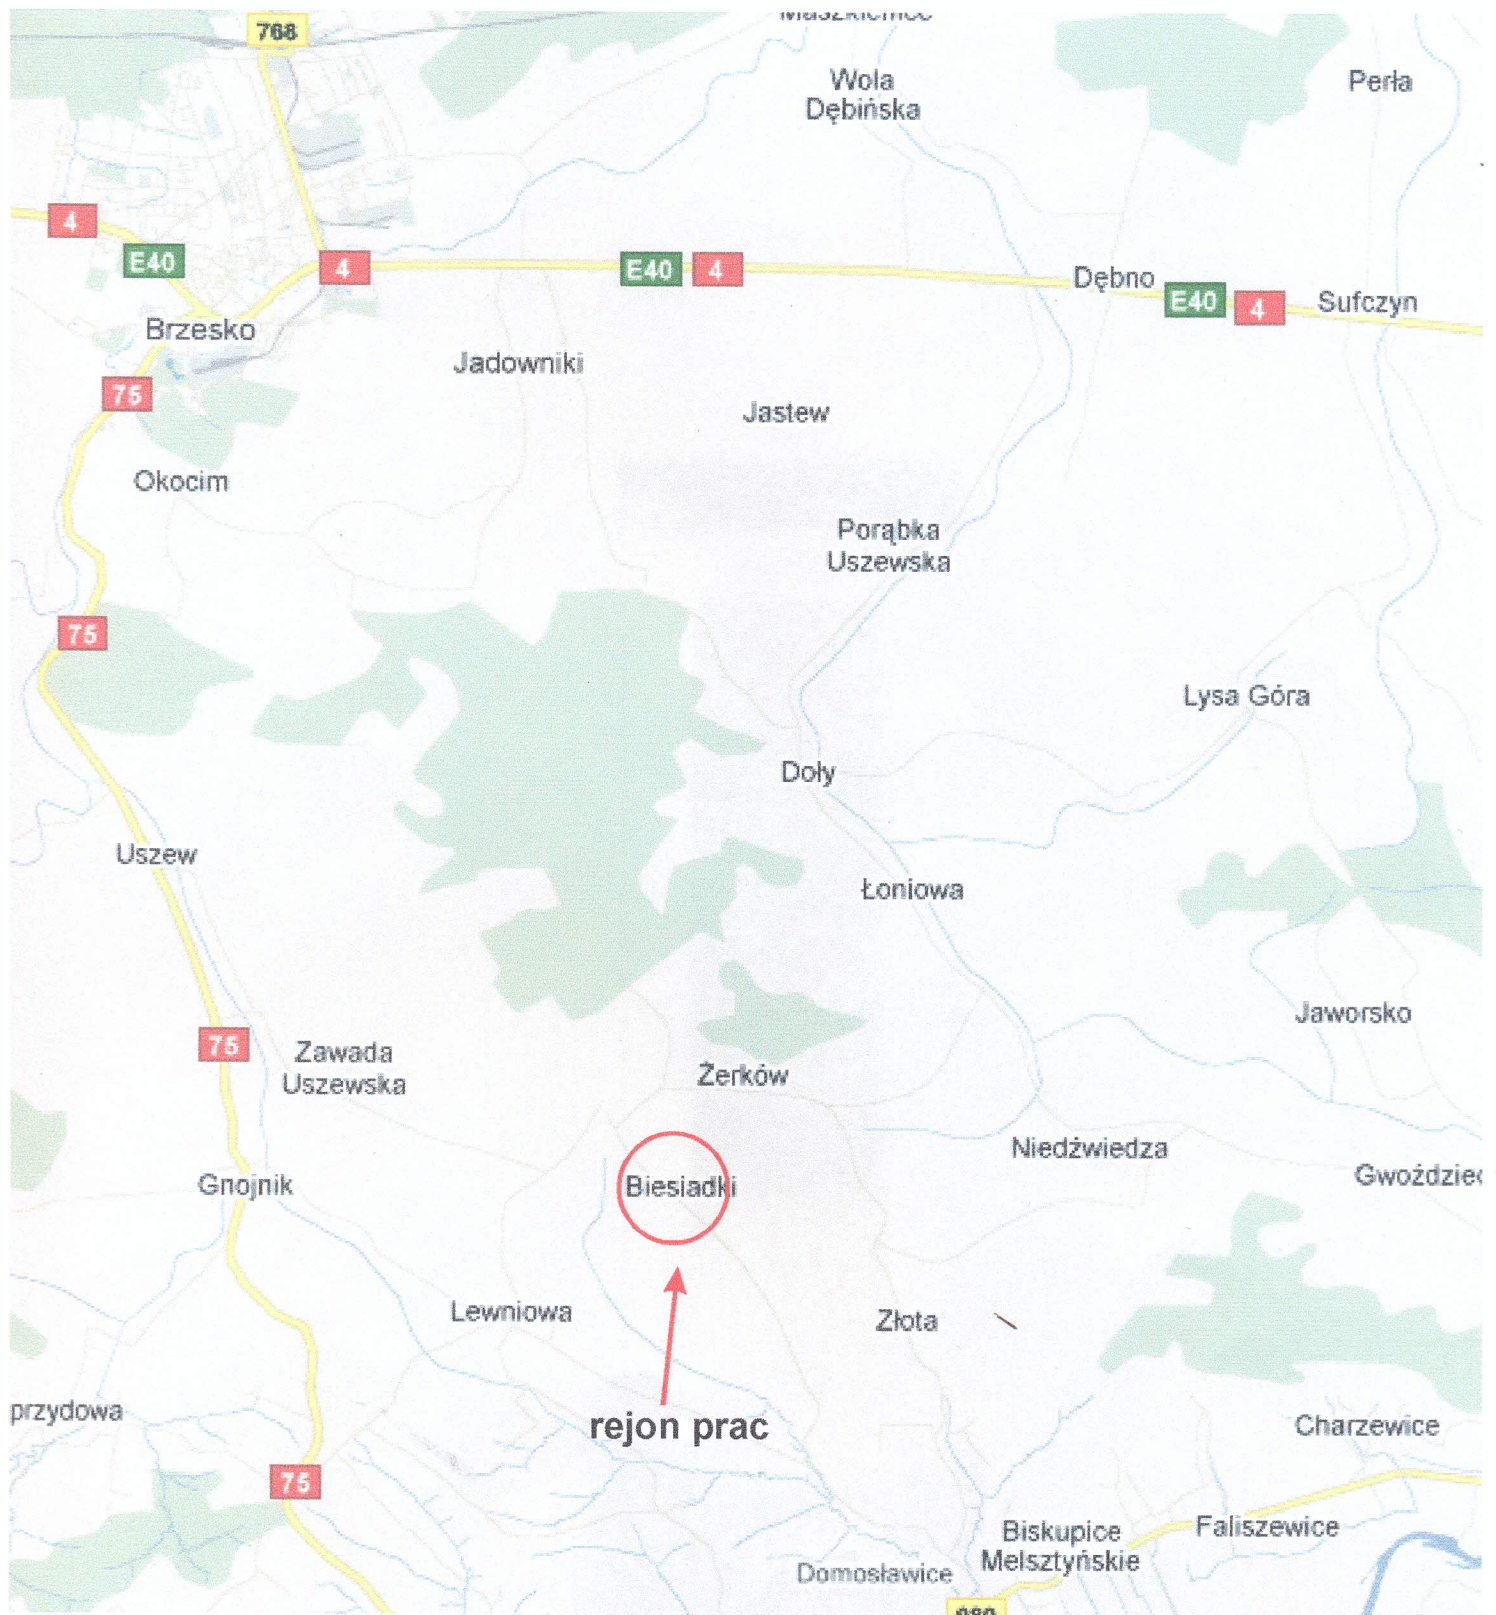 768
Wola
Dębińska
Perła
4
E40
4
E40
4
Dębno
E40
4
Sufczyn
Brzesko
Jadowniki
75
Jastew
Okocim
Porąbka
Uszewska
75
Lysa Góra
Doły
Uszew
Łoniowa
Jaworsko
75
Zawada
Uszewska
Żerków
Niedźwiedza
Gwoździec
Gnojnik
Biesiadki
Lewniowa
Złota
przydowa
rejon prac
Charzewice
75
Biskupice
Melsztyńskie
Faliszewice
Domosławice